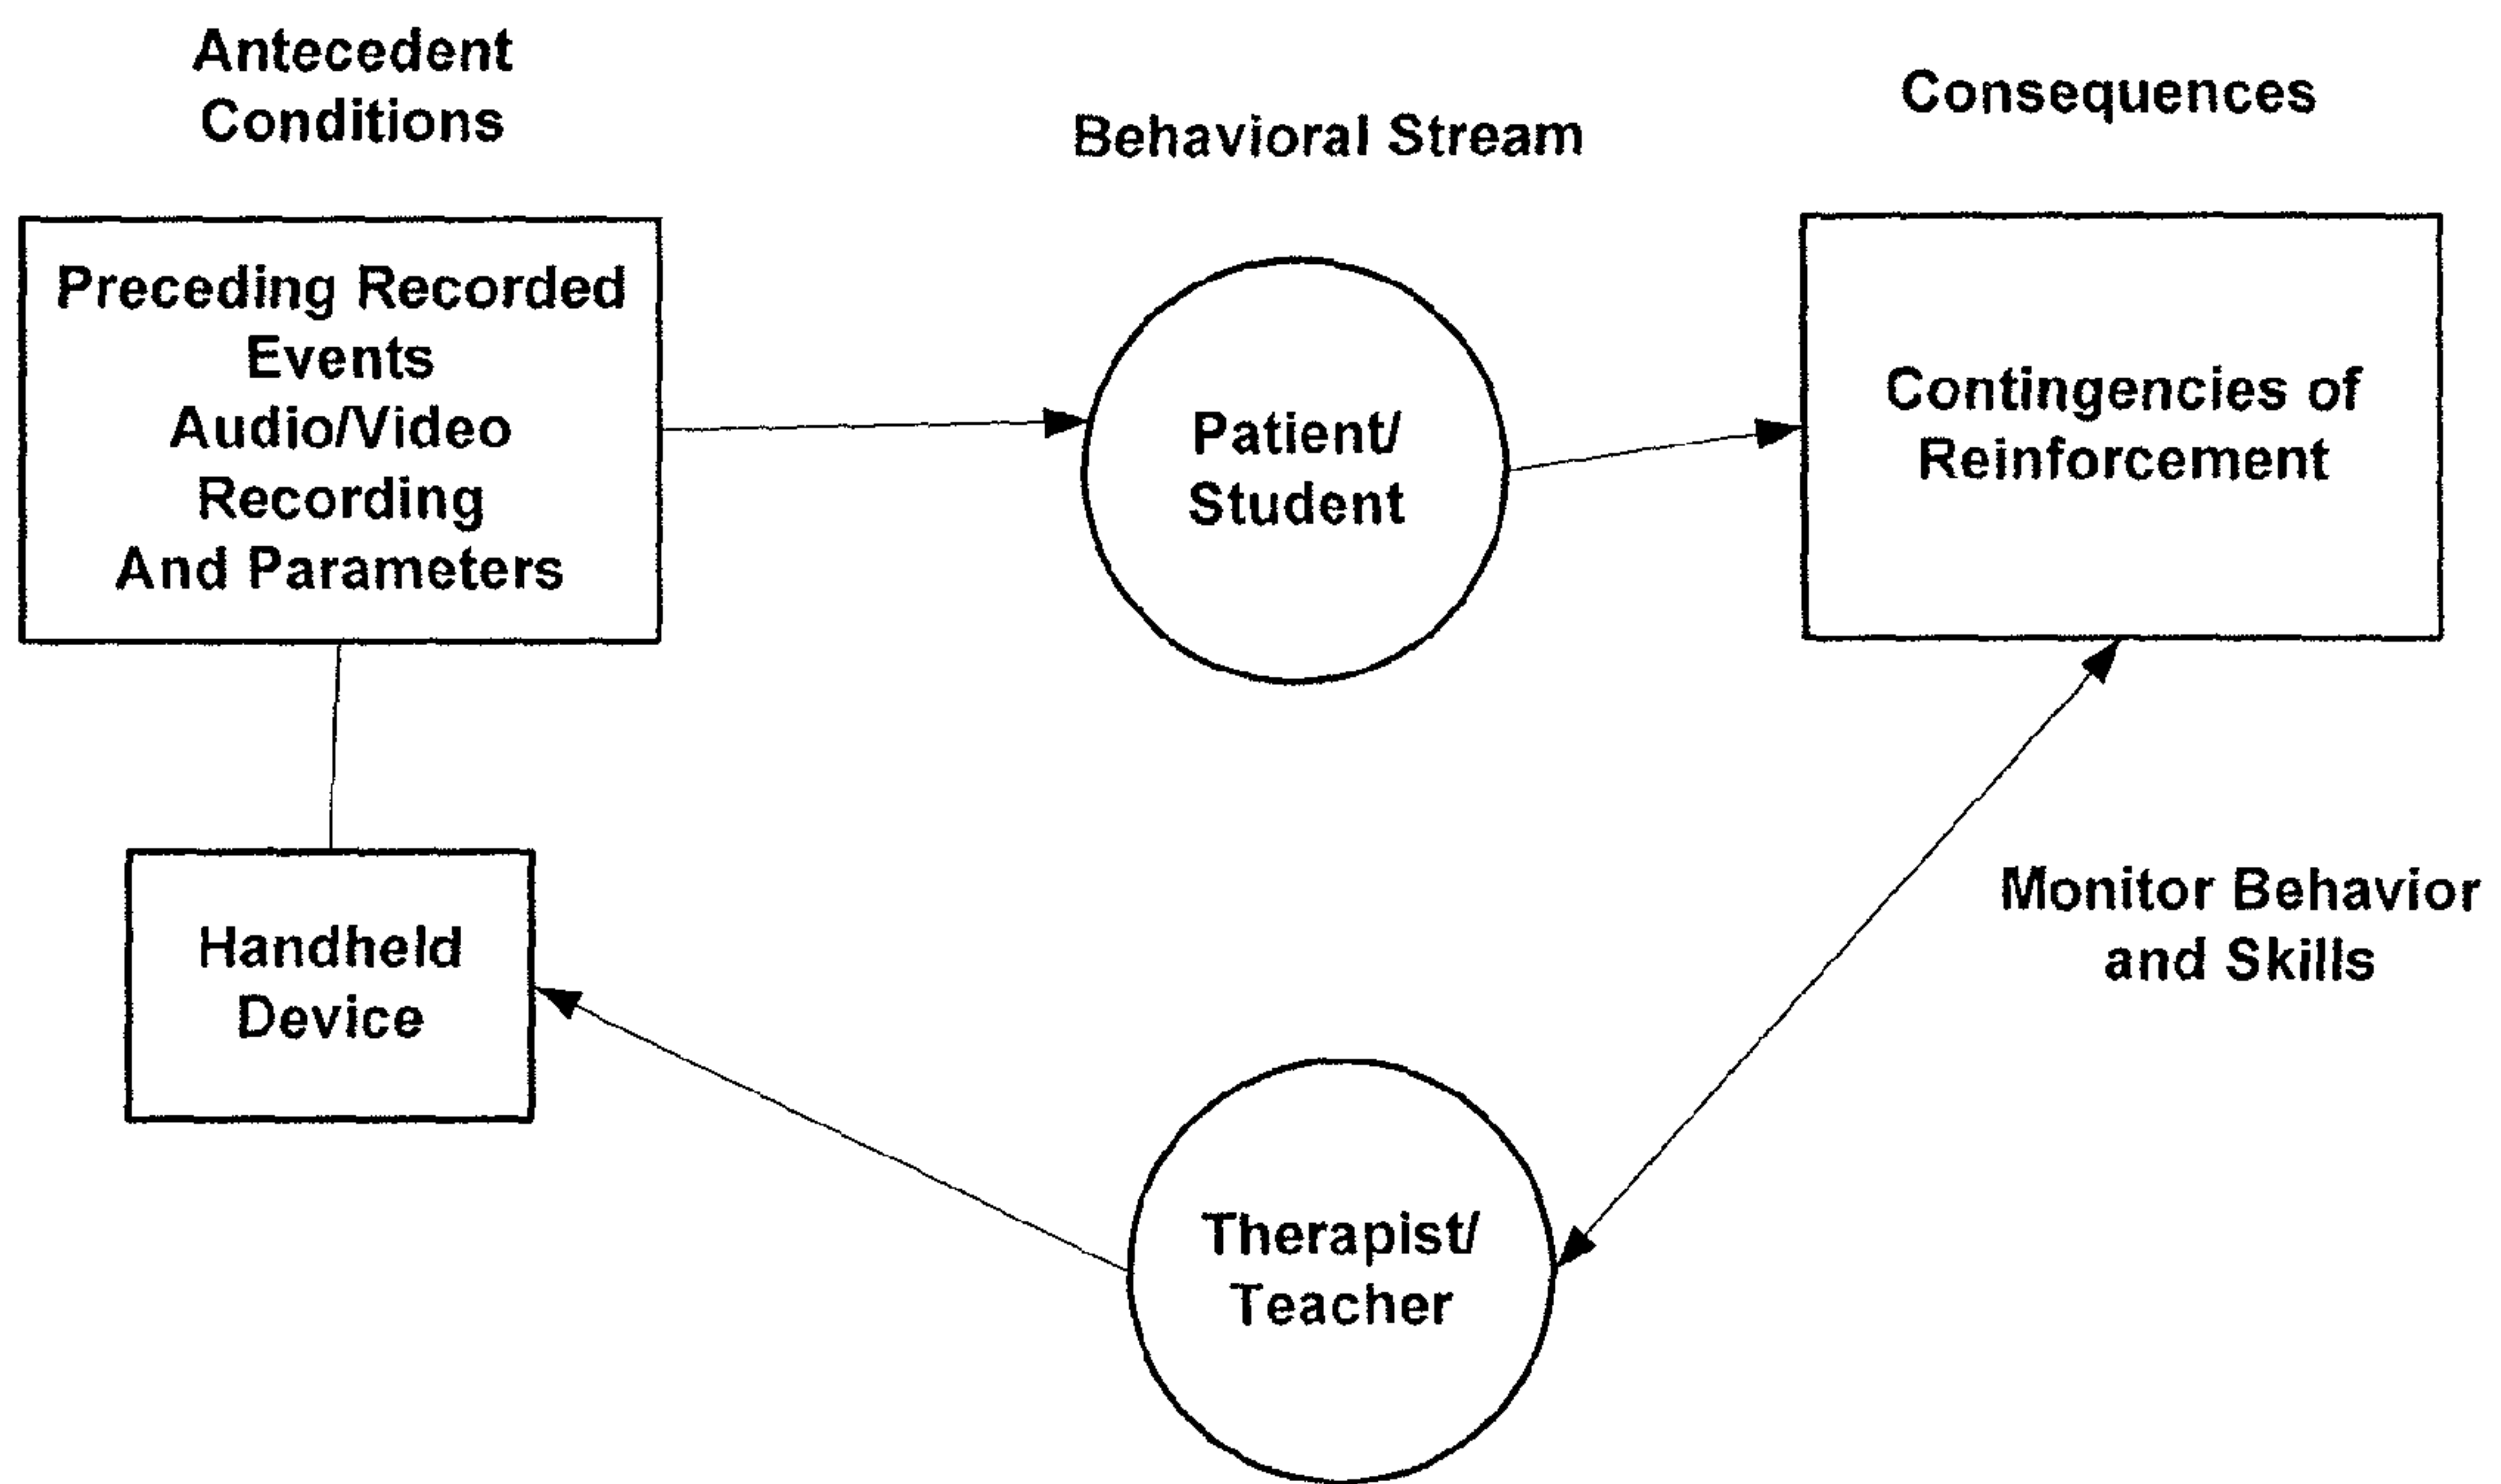 Antecedent
Conditions
Behavioral Stream
Consequences
Preceding Recorded
Events
Audio/Video
Recording
And Parameters
Patient/
Student
Contingencies of
Reinforcement
Handheld
Device
Monitor Behavior
and Skills
Therapist/
Teacher